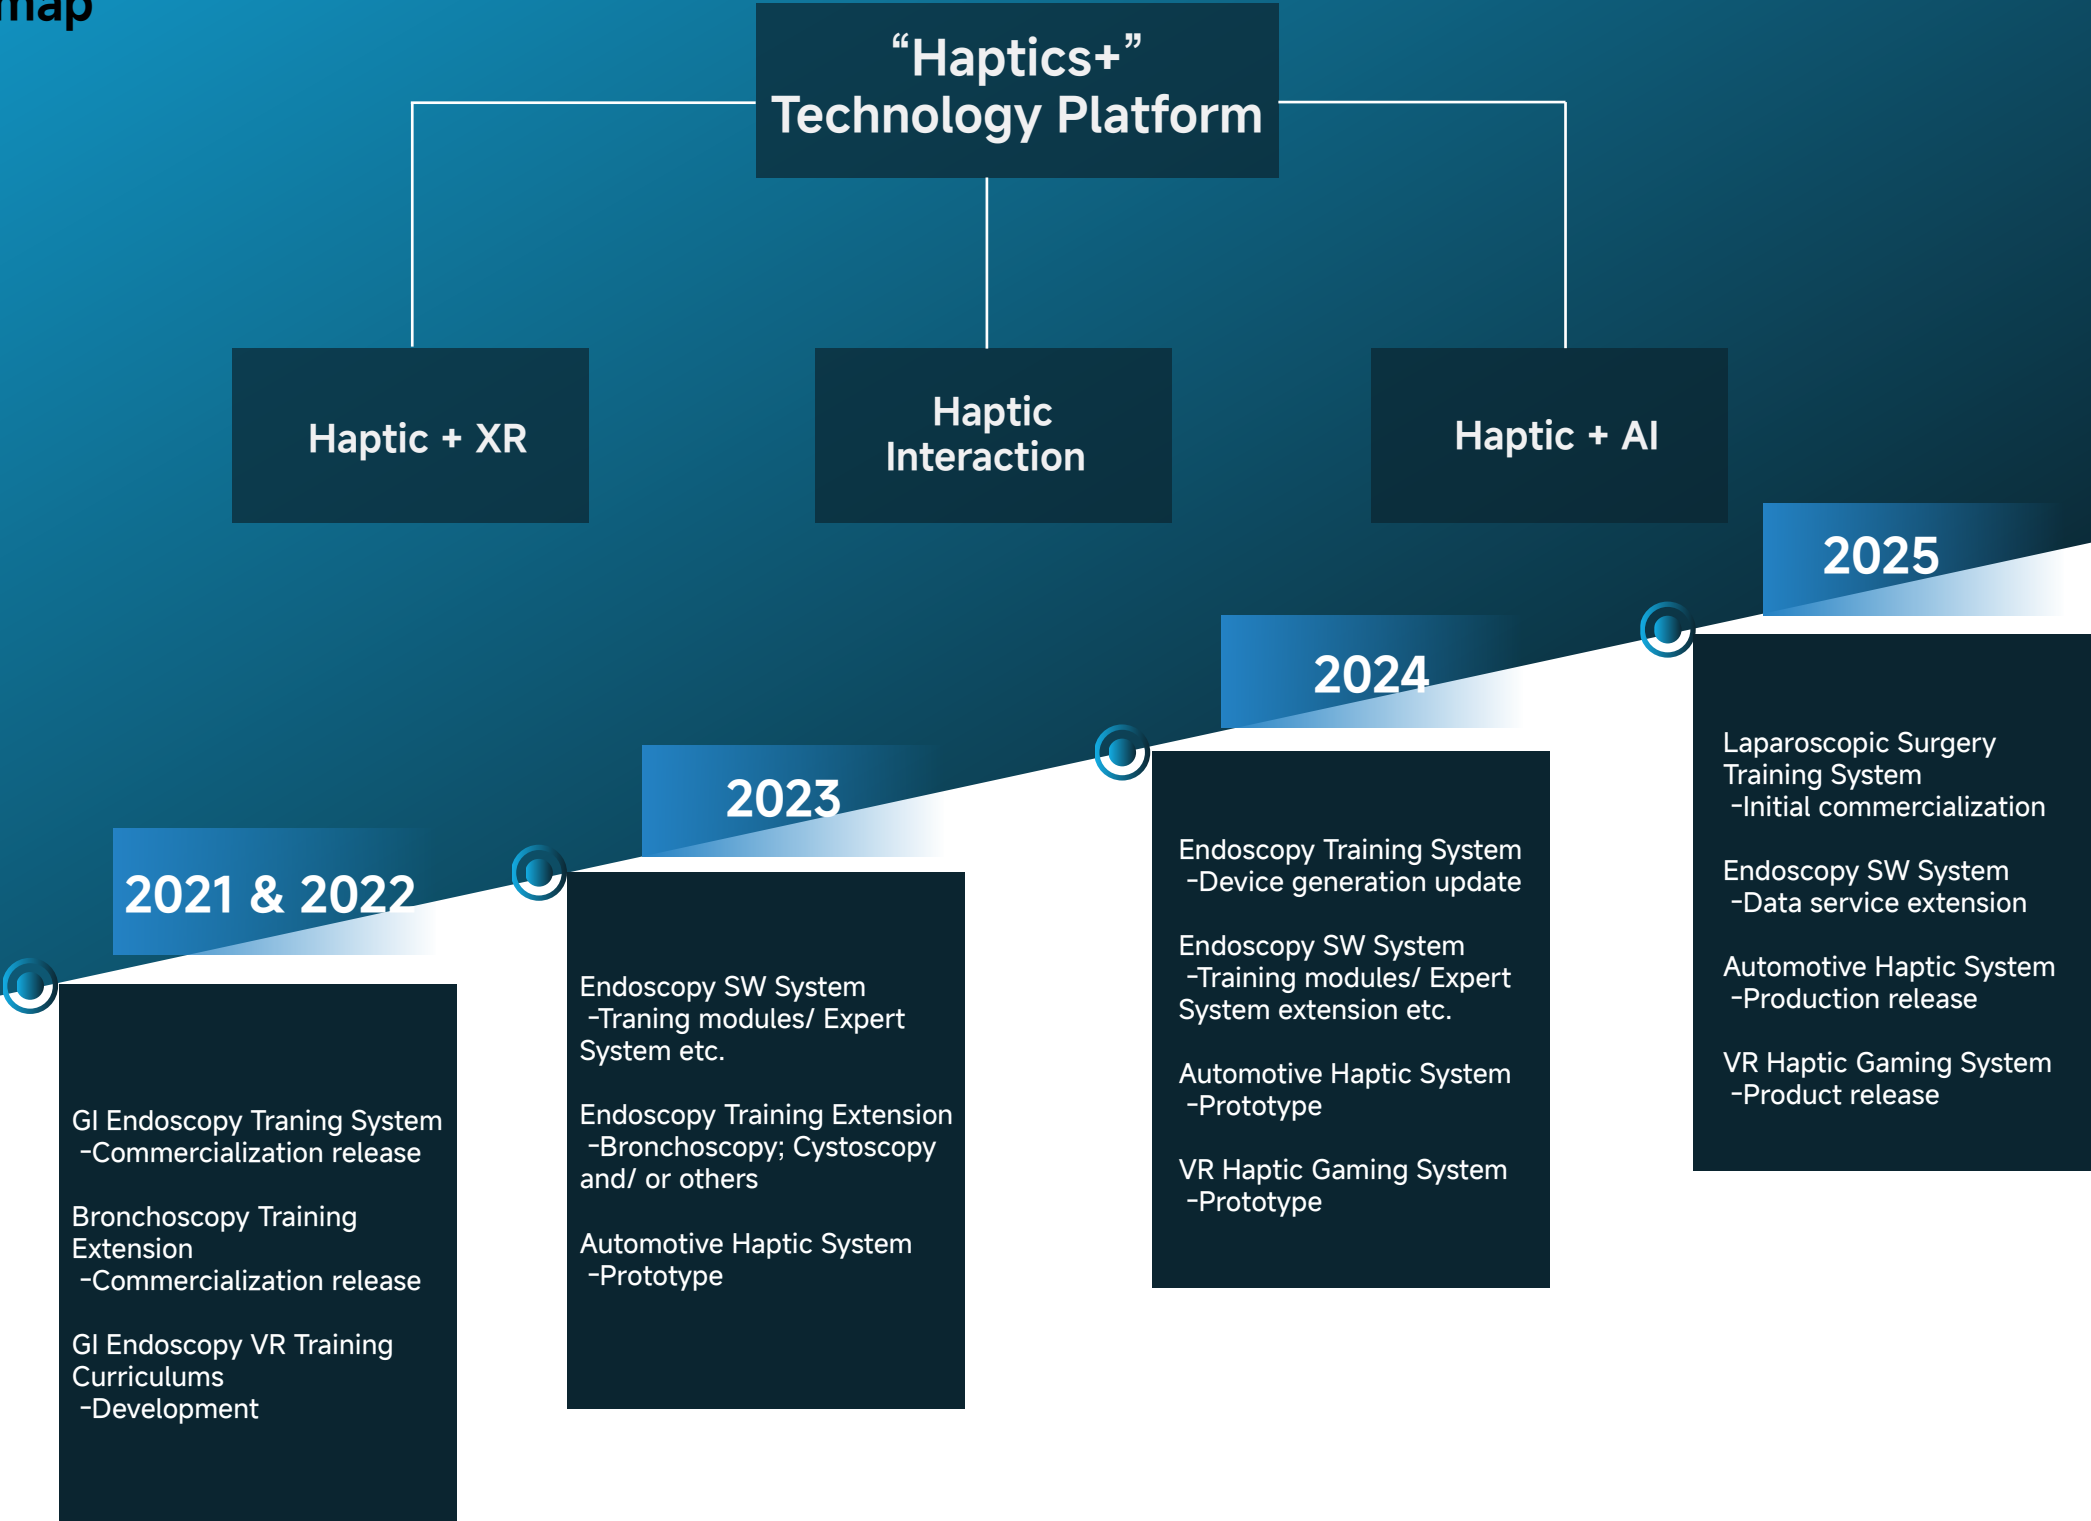 map
“Haptics+”
Technology Platform
Haptic + XR
Haptic
Interaction
Haptic + AI
2021 & 2022
GI Endoscopy Traning System
-Commercialization release
Bronchoscopy Training
Extension
-Commercialization release
GI Endoscopy VR Training
Curriculums
-Development
2023
Endoscopy SW System
-Traning modules/ Expert
System etc.
Endoscopy Training Extension
-Bronchoscopy; Cystoscopy
and/ or others
Automotive Haptic System
-Prototype
2024
Endoscopy Training System
-Device generation update
Endoscopy SW System
-Training modules/ Expert
System extension etc.
Automotive Haptic System
-Prototype
VR Haptic Gaming System
-Prototype
2025
Laparoscopic Surgery
Training System
-Initial commercialization
Endoscopy SW System
-Data service extension
Automotive Haptic System
-Production release
VR Haptic Gaming System
-Product release